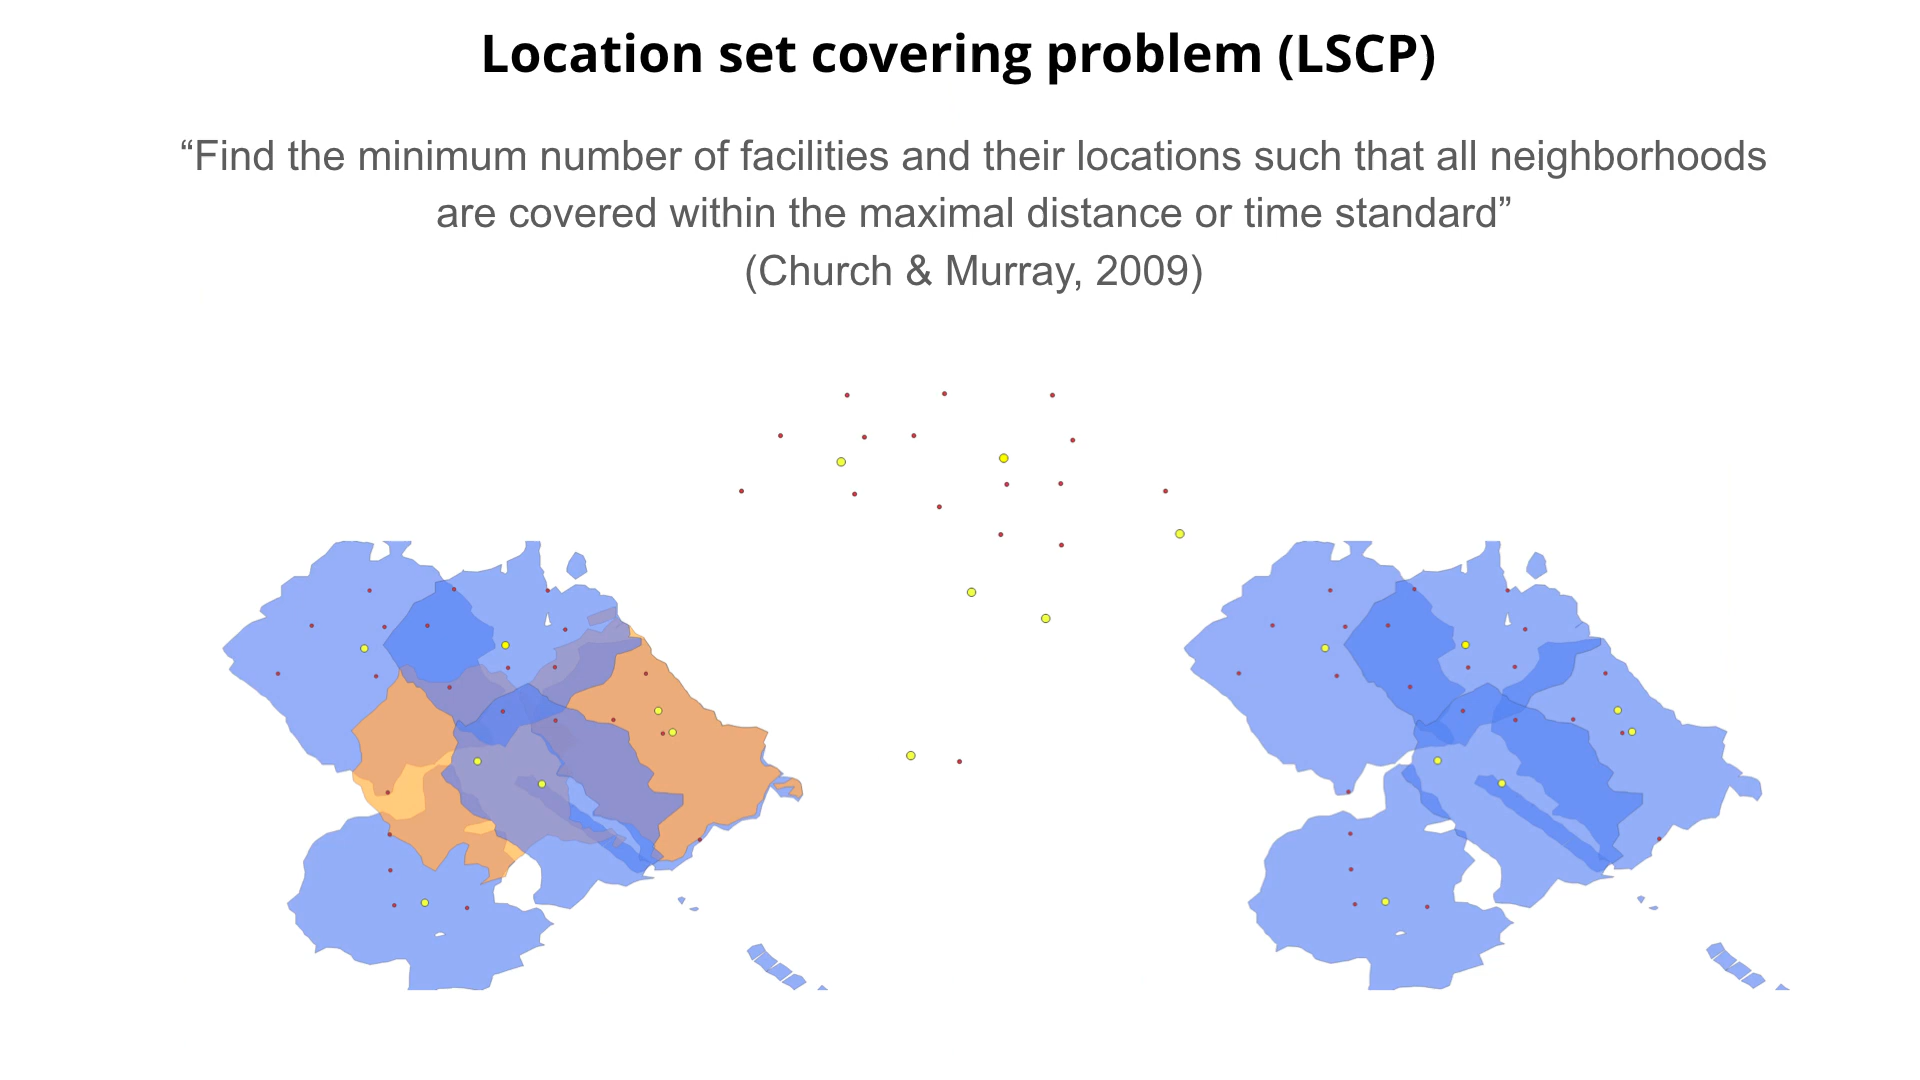 Location set covering problem (LSCP)
“Find the minimum number of facilities and their locations such that all neighborhoods
are covered within the maximal distance or time standard”
(Church & Murray, 2009)